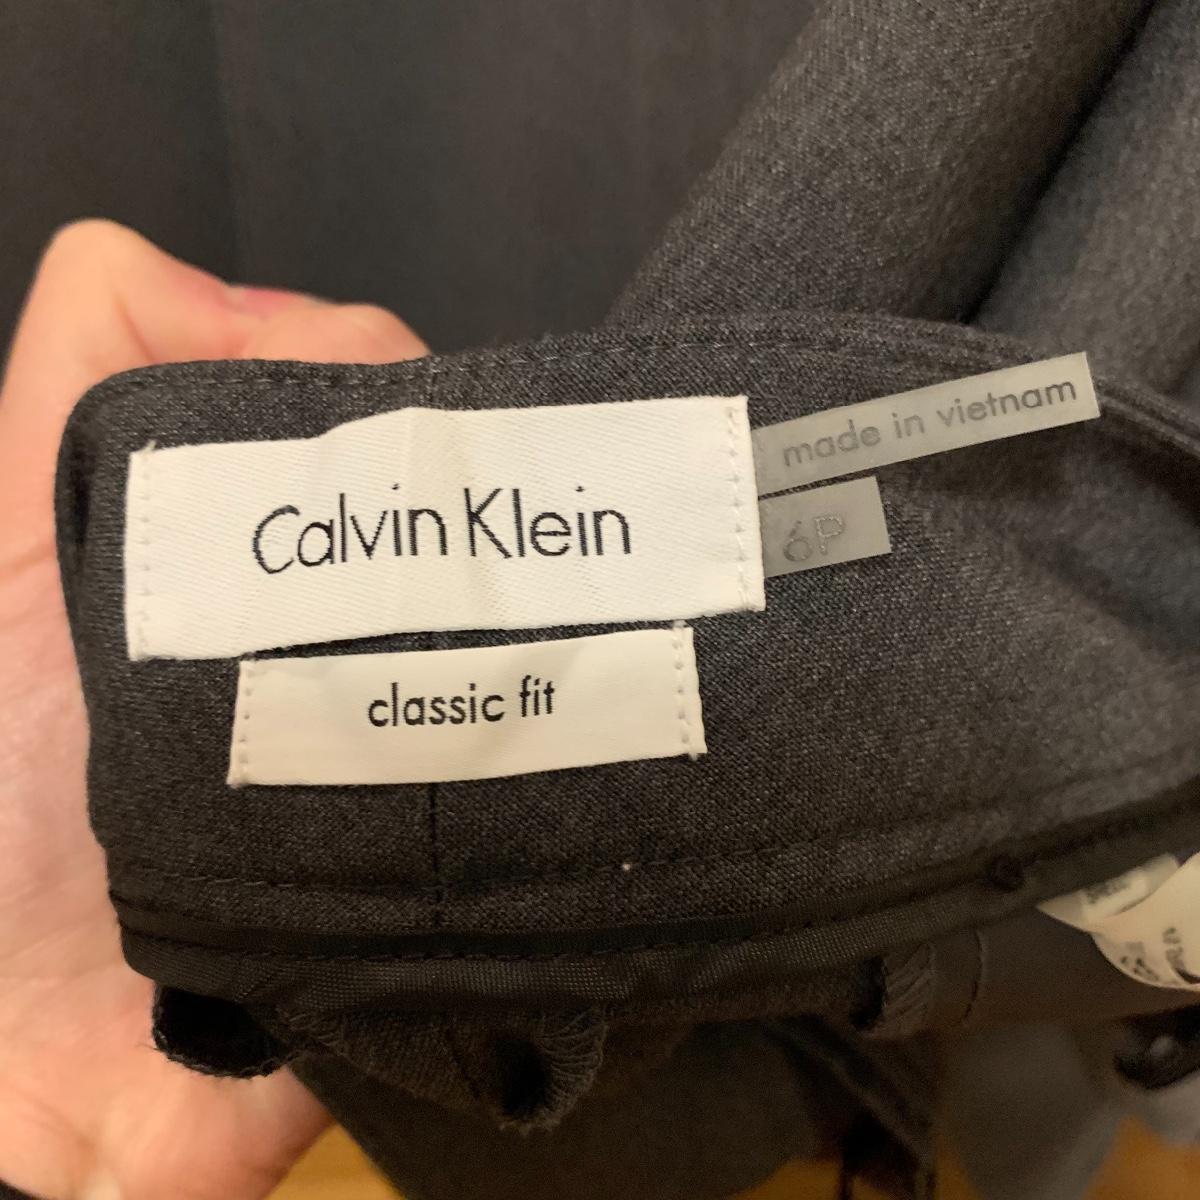 Calvin Klein
made in vietnam
6P
classic fit